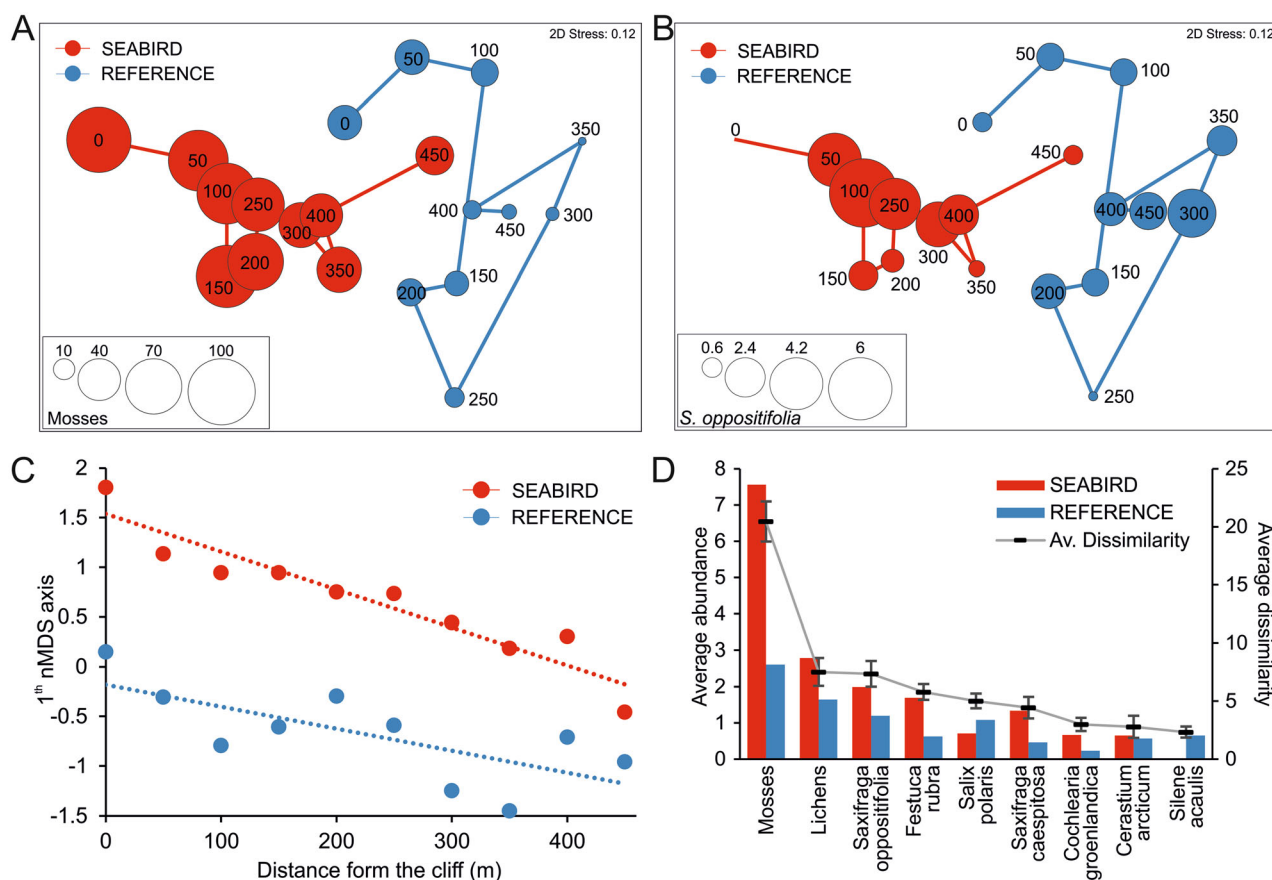 A
SEABIRD
REFERENCE
2D Stress: 0.12
0
50
100
250
150
200
300
400
350
450
0
50
100
350
400
450
300
200
150
250
10 40 70 100
Mosses
B
SEABIRD
REFERENCE
2D Stress: 0.12
0
50
100
250
150
200
300
400
350
450
0
50
100
350
400
450
300
200
150
250
0.6 2.4 4.2 6
S. oppositifolia
C
SEABIRD
REFERENCE
1th nMDS axis
2
1.5
1
0.5
0
-0.5
-1
-1.5
0 100 200 300 400
Distance form the cliff (m)
D
SEABIRD
REFERENCE
Av. Dissimilarity
Average abundance
8
7
6
5
4
3
2
1
0
Average dissimilarity
25
20
15
10
5
0
Mosses
Lichens
Saxifraga
oppositifolia
Festuca
rubra
Salix
polaris
Saxifraga
caespitosa
Cochlearia
groenlandica
Cerastium
arcticum
Silene
acaulis